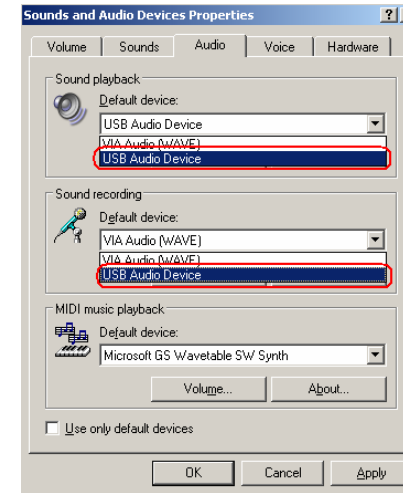 Sounds and Audio Devices Properties
Volume Sounds Audio Voice Hardware
Sound playback
Default device:
USB Audio Device
VIA Audio (WAVE)
USB Audio Device
Sound recording
Default device:
VIA Audio (WAVE)
VIA Audio (WAVE)
USB Audio Device
MIDI music playback
Default device:
Microsoft GS Wavetable SW Synth
Volume... About...
Use only default devices
OK Cancel Apply